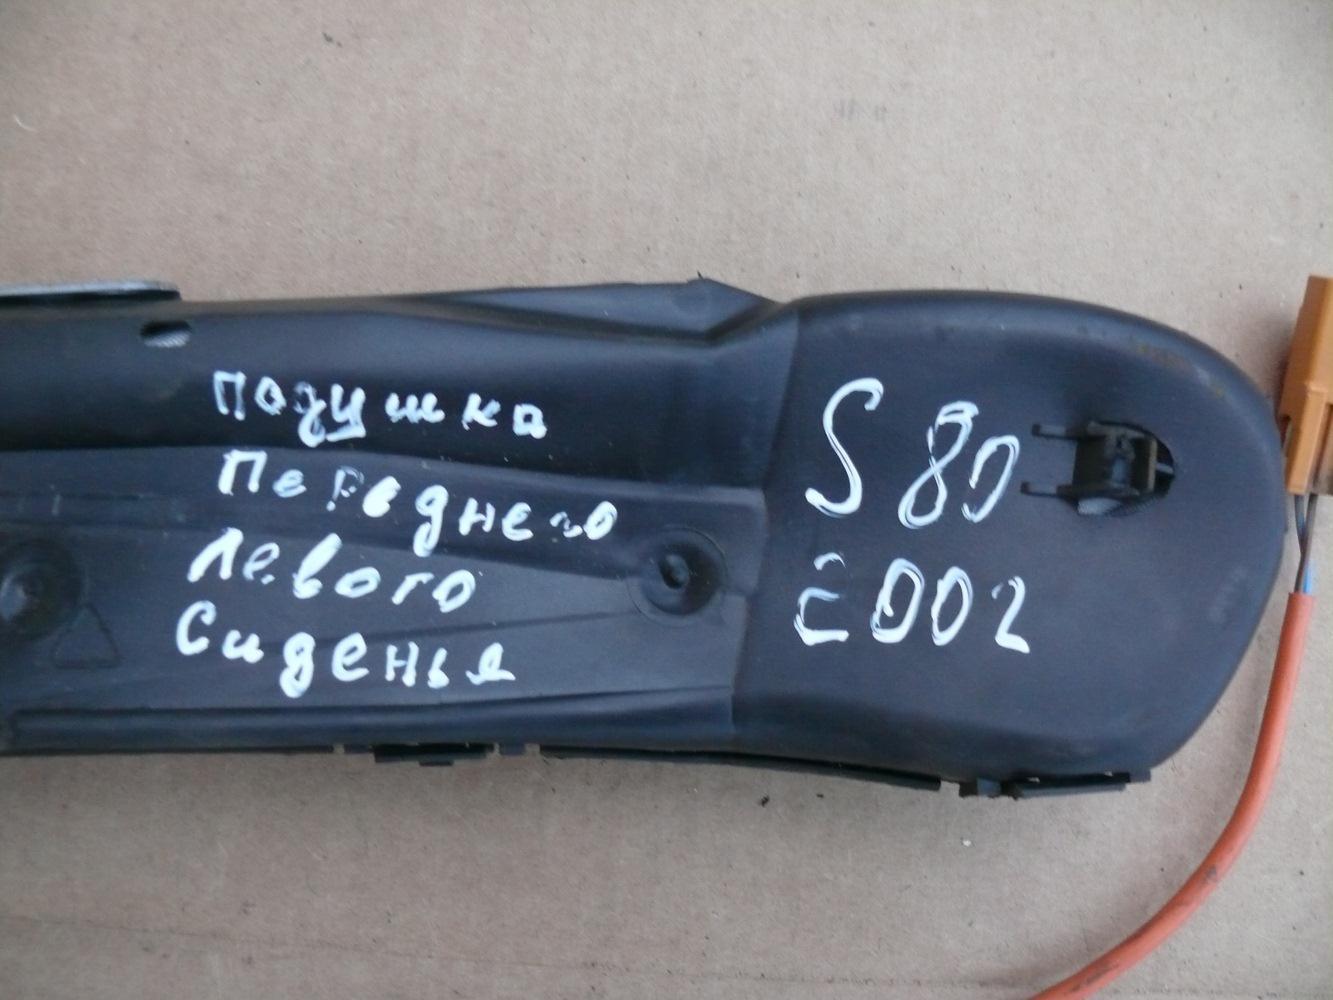 подушка
Переднего
Левого
Сиденья
S 80
2002